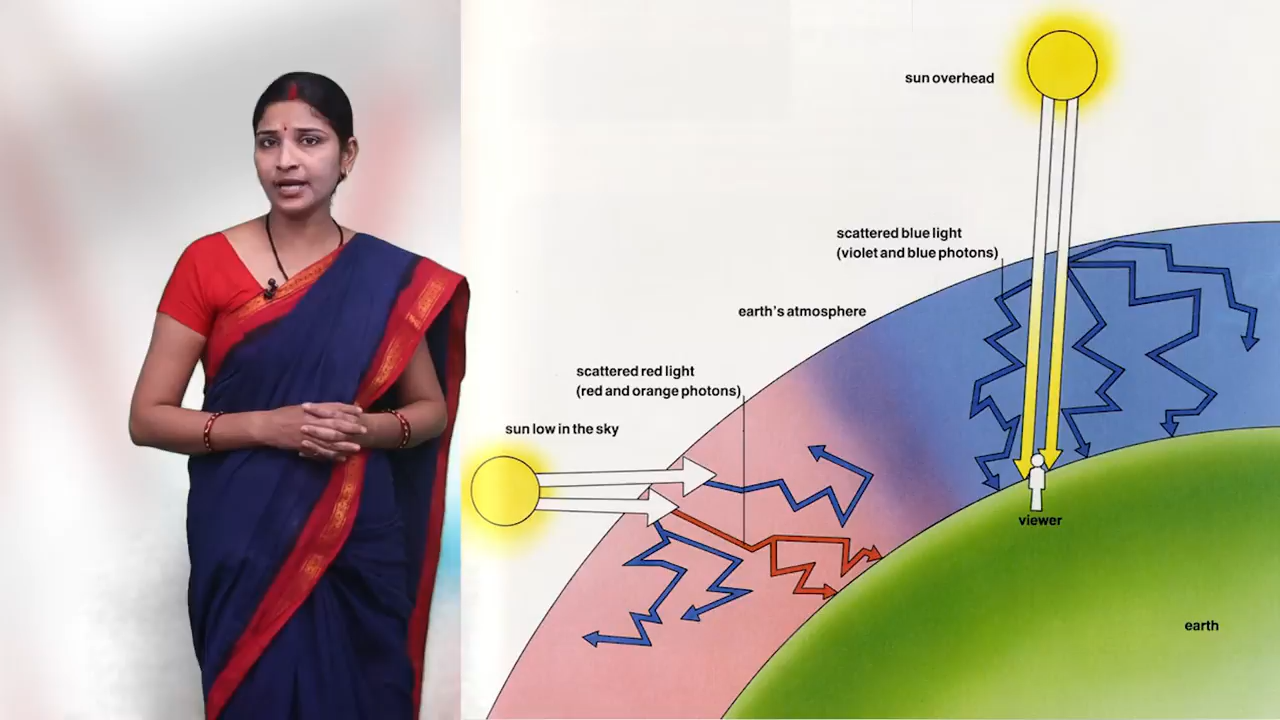 sun overhead
scattered blue light
(violet and blue photons)
earth's atmosphere
scattered red light
(red and orange photons)
sun low in the sky
viewer
earth